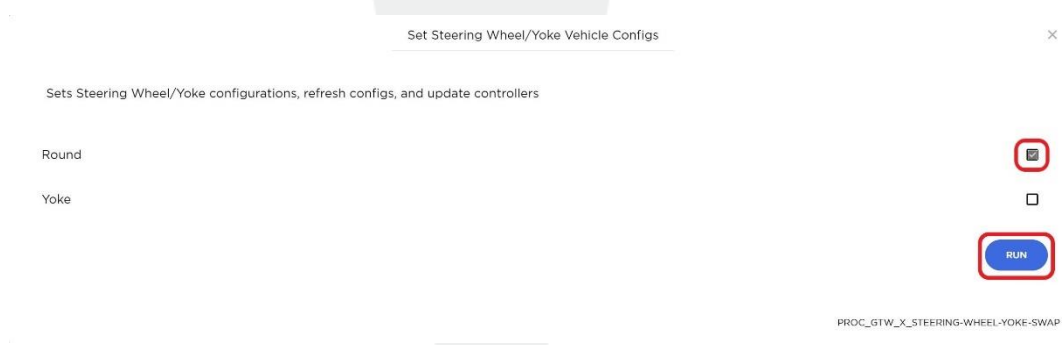 Set Steering Wheel/Yoke Vehicle Configs
Sets Steering Wheel/Yoke configurations, refresh configs, and update controllers
Round
Yoke
RUN
PROC_GTW_X_STEERING-WHEEL-YOKE-SWAP